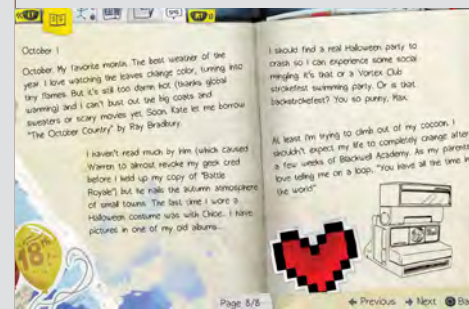 LT
SMS
RT
October 1
October. My favorite month. The best weather of the
year. I love watching the leaves change color, turning into
tiny flames. But it's still too damn hot (thanks global
warming) and I can't bust out the big coats and
sweaters or scary movies yet. Soon. Kate let me borrow
"The October Country" by Ray Bradbury.
I haven't read much by Him (which caused
Warren to almost revoke my geek cred
before I held up my copy of "Battle
Royale") but he nails the autumn atmosphere
of small towns. The last time I wore a
Halloween costume was with Chloe... I have
pictures in one of my old albums...
18th
I should find a real Halloween party to
crash so I can experience some social
mingling. It's that or a Vortex Club
strokefest swimming party. Or is that
backstrokefest? You so punny, Max.
At least I'm trying to climb out of my cocoon. I
shouldn't expect my life to completely change after
a few weeks of Blackwell Academy. As my parents
love telling me on a loop, "You have all the time in
the world"
Page 8/8
Previous
Next